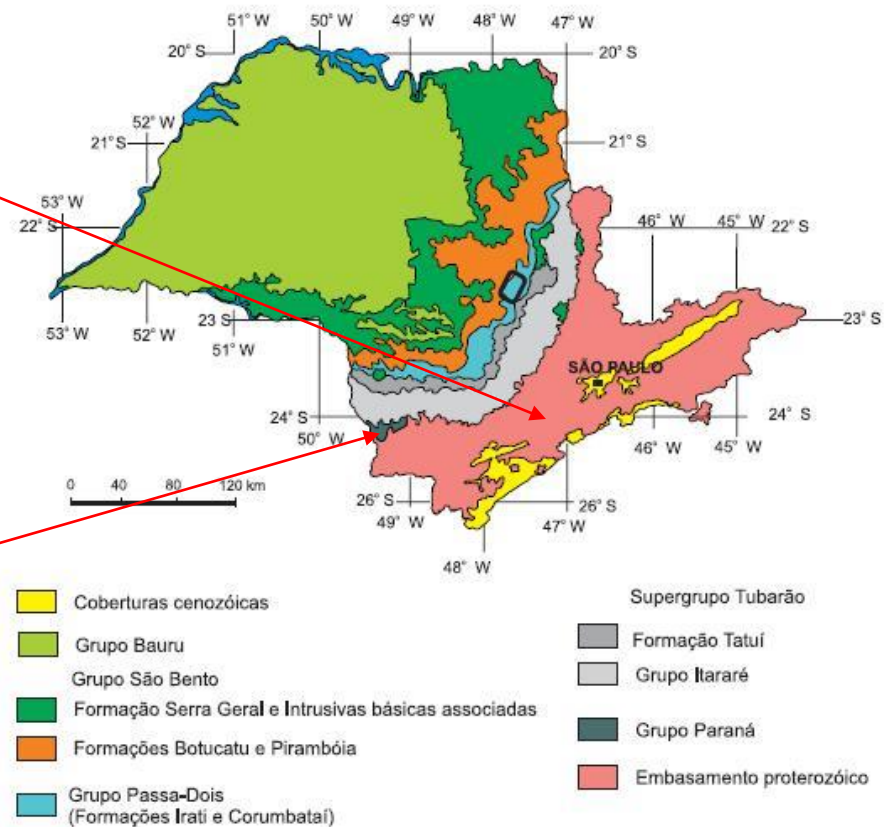 51° W 50° W 49° W 48° W 47° W
20° S 20° S
52° W
21° S 21° S
53° W
22° S 46° W 45° W 22° S
53° W 52° W 51° W 23° S 23° S
SÃO PAULO
24° S 24° S
50° W 46° W 45° W
0 40 80 120 km
26° S 26° S
49° W 47° W
48° W
Coberturas cenozóicas
Grupo Bauru
Grupo São Bento
Formação Serra Geral e Intrusivas básicas associadas
Formações Botucatu e Pirambóia
Grupo Passa-Dois
(Formações Irati e Corumbataí)
Supergrupo Tubarão
Formação Tatuí
Grupo Itararé
Grupo Paraná
Embasamento proterozóico